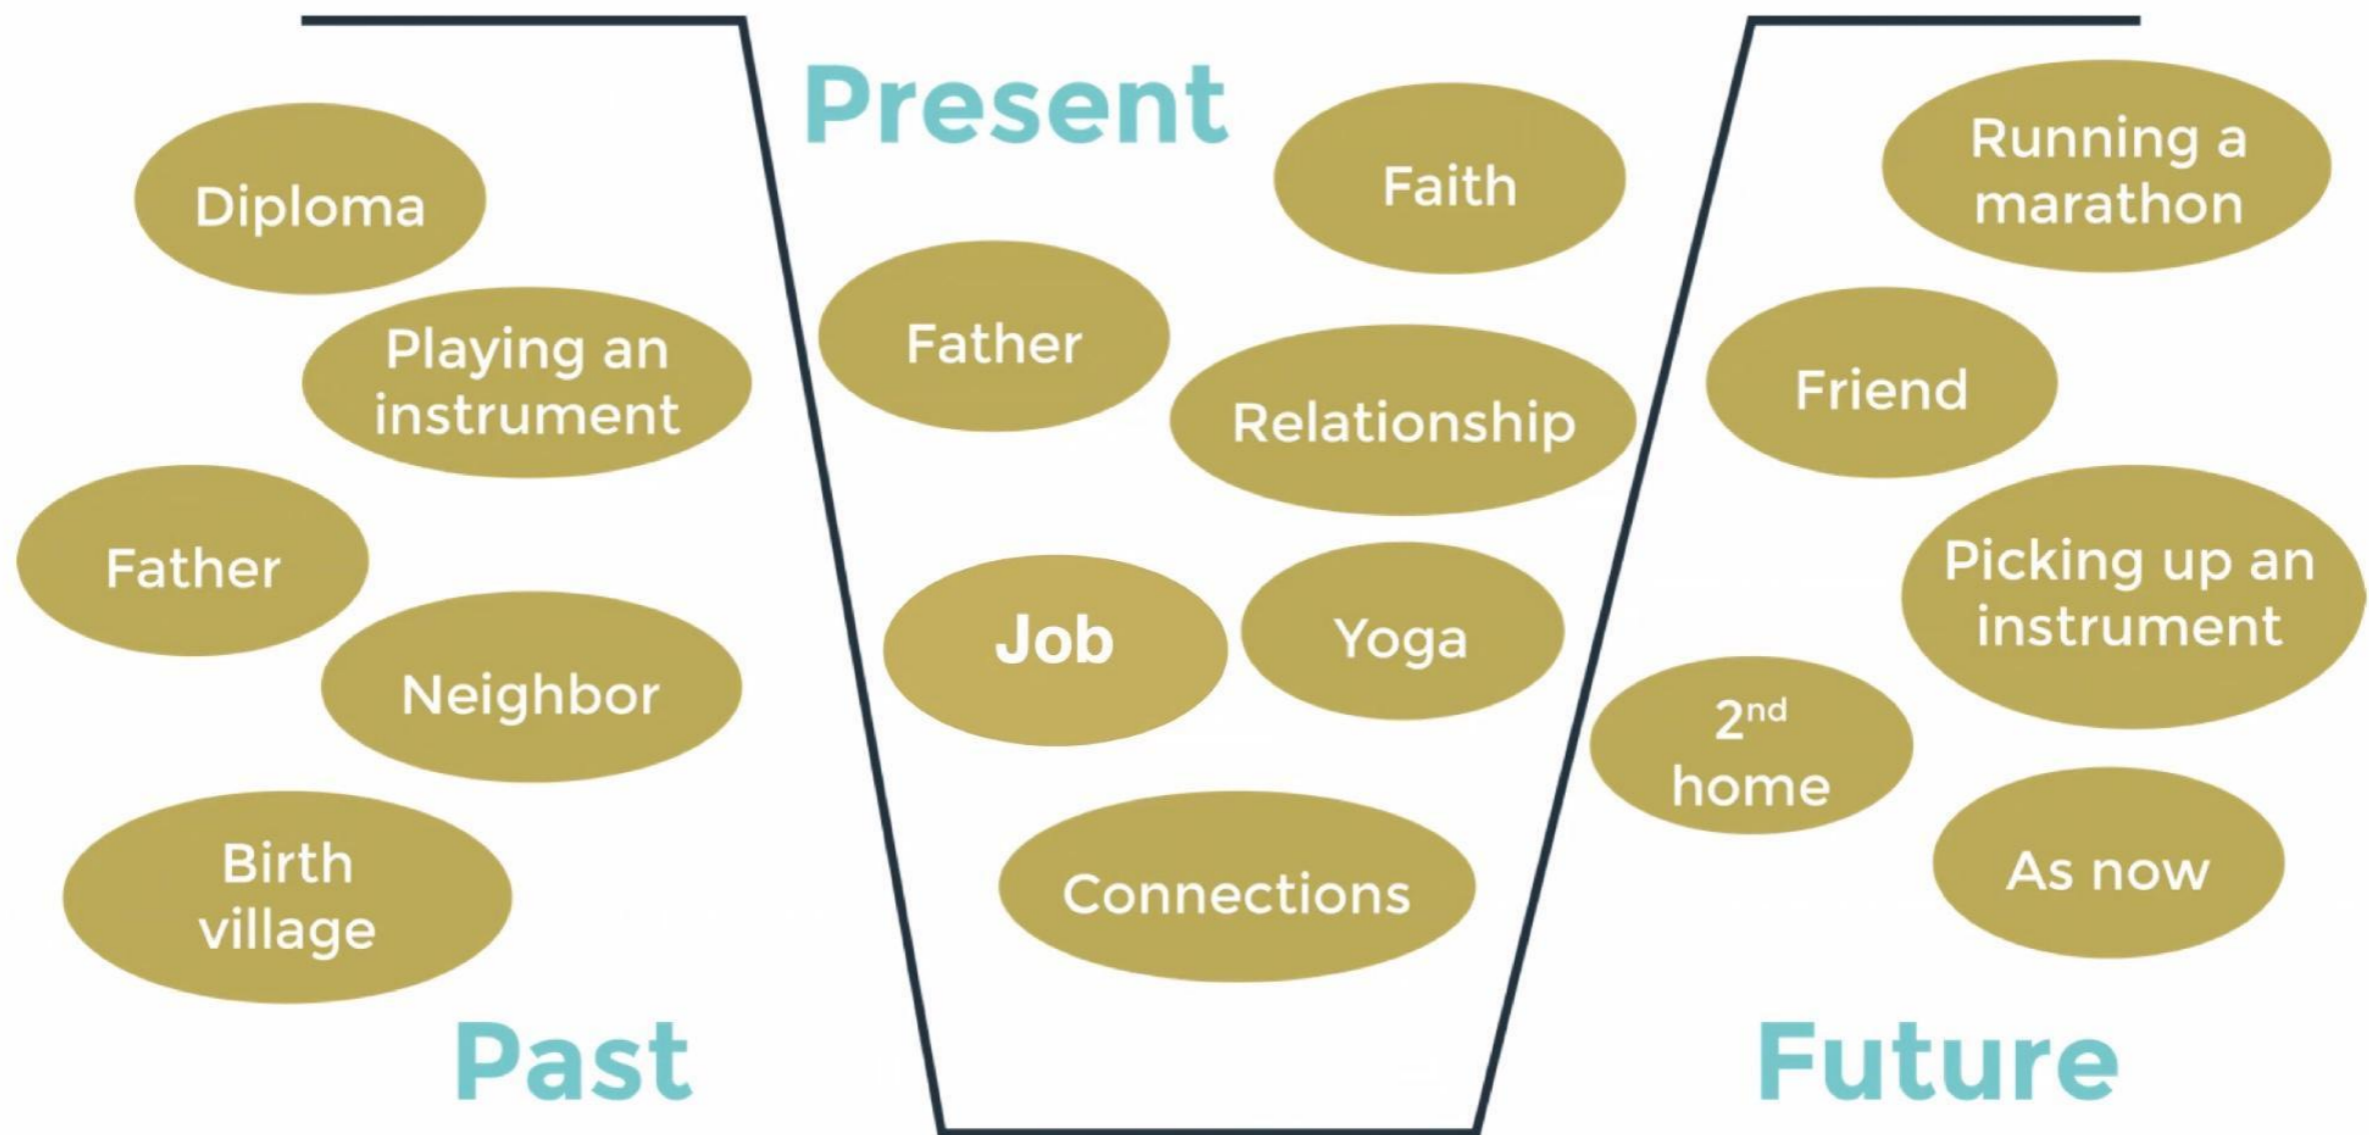 Diploma
Playing an
instrument
Father
Neighbor
Birth
village
Past
Present
Faith
Father
Relationship
Job
Yoga
Connections
Running a
marathon
Friend
Picking up an
instrument
2nd
home
As now
Future